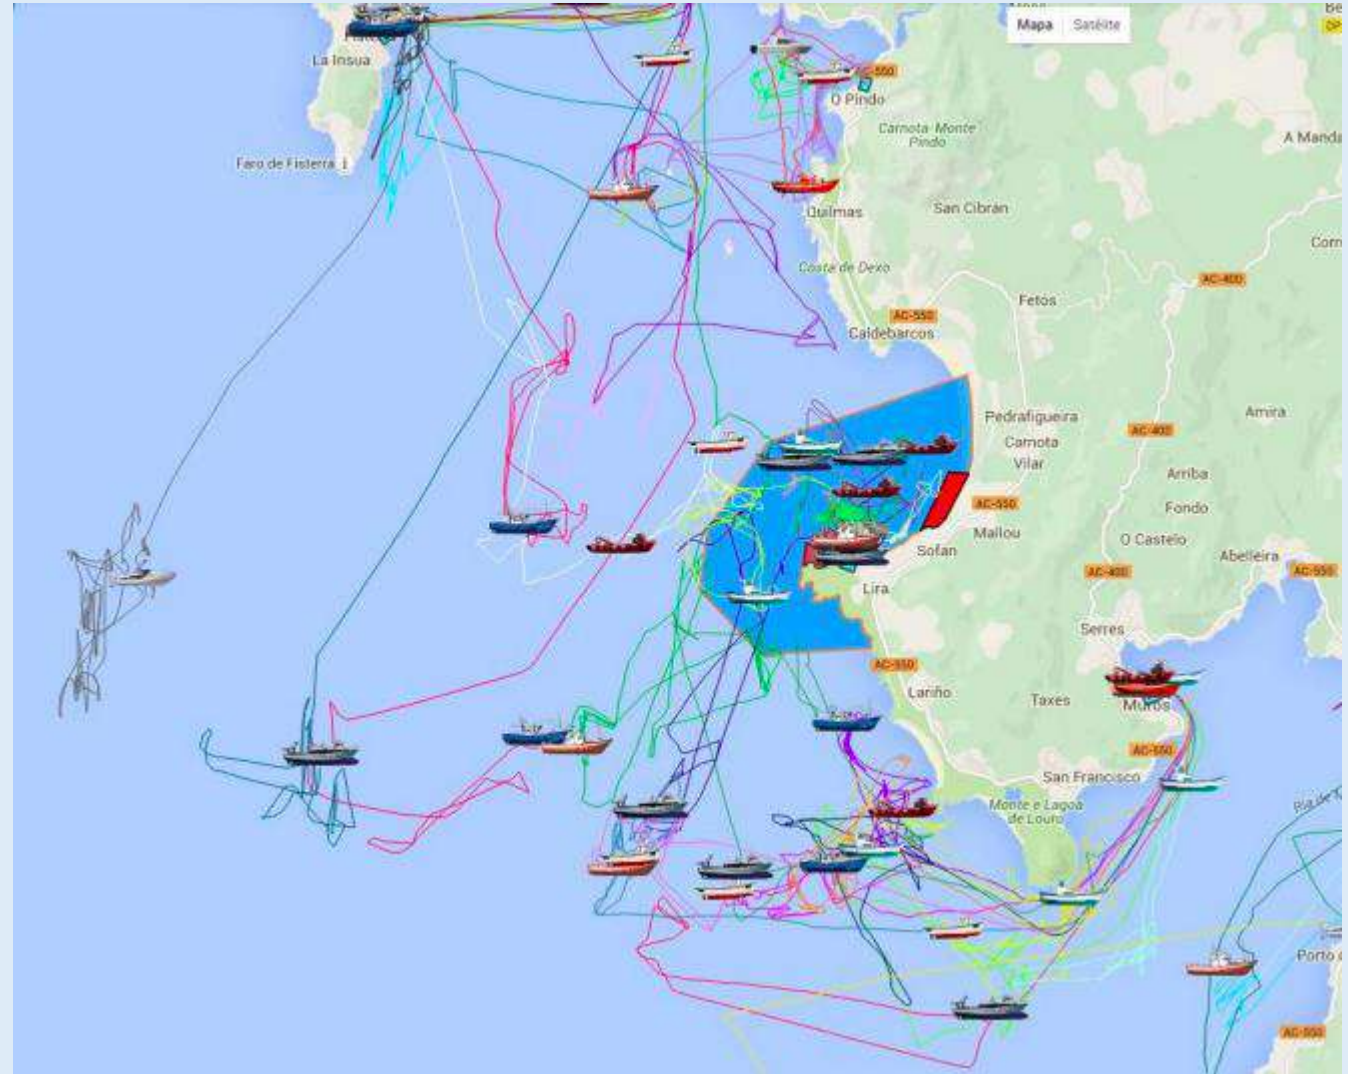 Mapa
Satélite
La Insua
AC-550
O Pindo
Carnota-Monte
Pindo
Faro de Fisterra
Quilmas
San Cibrán
Costa de Dexo
AC-400
Fetos
AC-550
Caldebarcos
Pedrafigueira
Amira
AC-400
Carnota
Vilar
Arriba
AC-550
Fondo
Mallou
O Castelo
Sofan
Abelleira
AC-400
AC-550
Lira
Serres
AC-550
Lariño
Taxes
Muros
AC-550
San Francisco
Monte e Lagoa
de Louro
AC-550